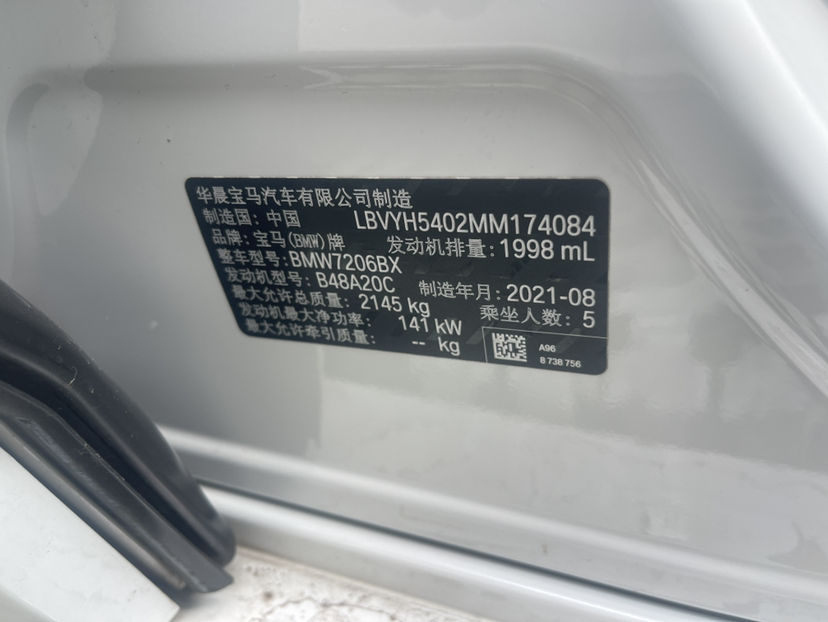 华晨宝马汽车有限公司制造
制造国: 中国 LBVYH5402MM174084
品牌: 宝马(BMW)牌 发动机排量: 1998 mL
整车型号: BMW7206BX
发动机型号: B48A20C 制造年月: 2021-08
最大允许总质量: 2145 kg 乘坐人数: 5
发动机最大净功率: 141 kW
最大允许牵引质量: -- kg
A96
8 738 756